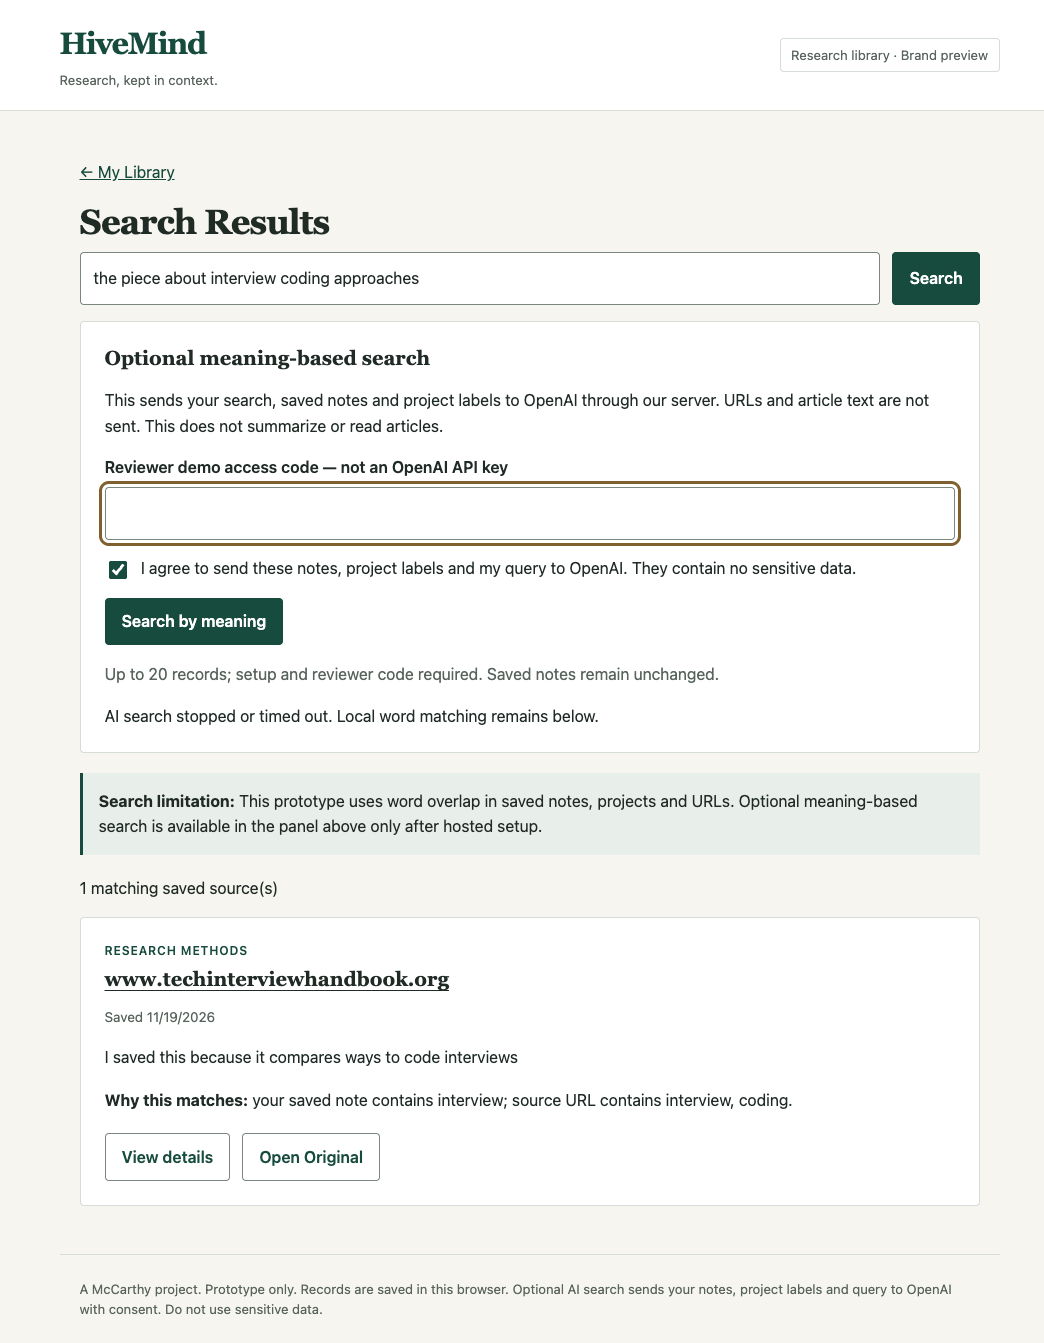 HiveMind
Research, kept in context.
Research library · Brand preview
← My Library
Search Results
the piece about interview coding approaches
Search
Optional meaning-based search
This sends your search, saved notes and project labels to OpenAI through our server. URLs and article text are not
sent. This does not summarize or read articles.
Reviewer demo access code — not an OpenAI API key
I agree to send these notes, project labels and my query to OpenAI. They contain no sensitive data.
Search by meaning
Up to 20 records; setup and reviewer code required. Saved notes remain unchanged.
AI search stopped or timed out. Local word matching remains below.
Search limitation: This prototype uses word overlap in saved notes, projects and URLs. Optional meaning-based
search is available in the panel above only after hosted setup.
1 matching saved source(s)
RESEARCH METHODS
www.techinterviewhandbook.org
Saved 11/19/2026
I saved this because it compares ways to code interviews
Why this matches: your saved note contains interview; source URL contains interview, coding.
View details
Open Original
A McCarthy project. Prototype only. Records are saved in this browser. Optional AI search sends your notes, project labels and query to OpenAI
with consent. Do not use sensitive data.